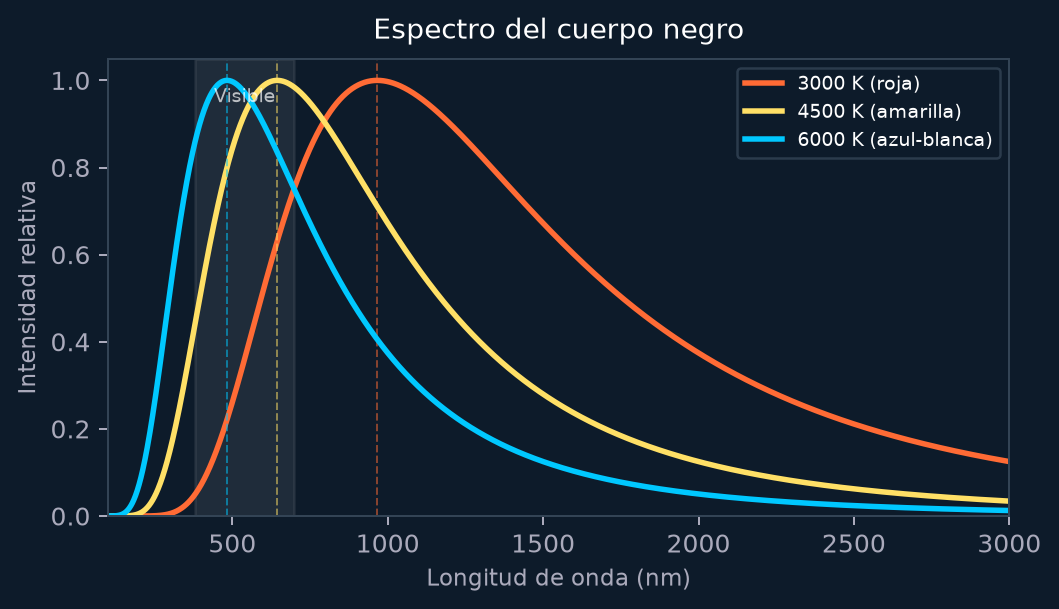 Espectro del cuerpo negro
Intensidad relativa
1.0
0.8
0.6
0.4
0.2
0.0
Visible
3000 K (roja)
4500 K (amarilla)
6000 K (azul-blanca)
500
1000
1500
2000
2500
3000
Longitud de onda (nm)